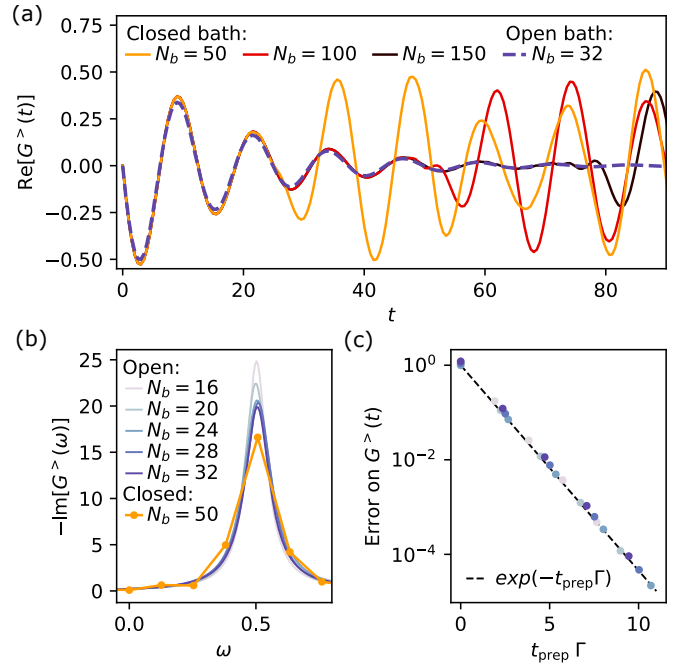 (a)
Closed bath:
Open bath:
N_b = 50
N_b = 100
N_b = 150
N_b = 32
Re[G^>(t)]
0.75
0.50
0.25
0.00
−0.25
−0.50
0
20
40
60
80
t
(b)
Open:
N_b = 16
N_b = 20
N_b = 24
N_b = 28
N_b = 32
Closed:
N_b = 50
−Im[G^>(ω)]
25
20
15
10
5
0
0.0
0.5
ω
(c)
Error on G^>(t)
10^0
10^−2
10^−4
exp(−t_prep Γ)
0
5
10
t_prep Γ